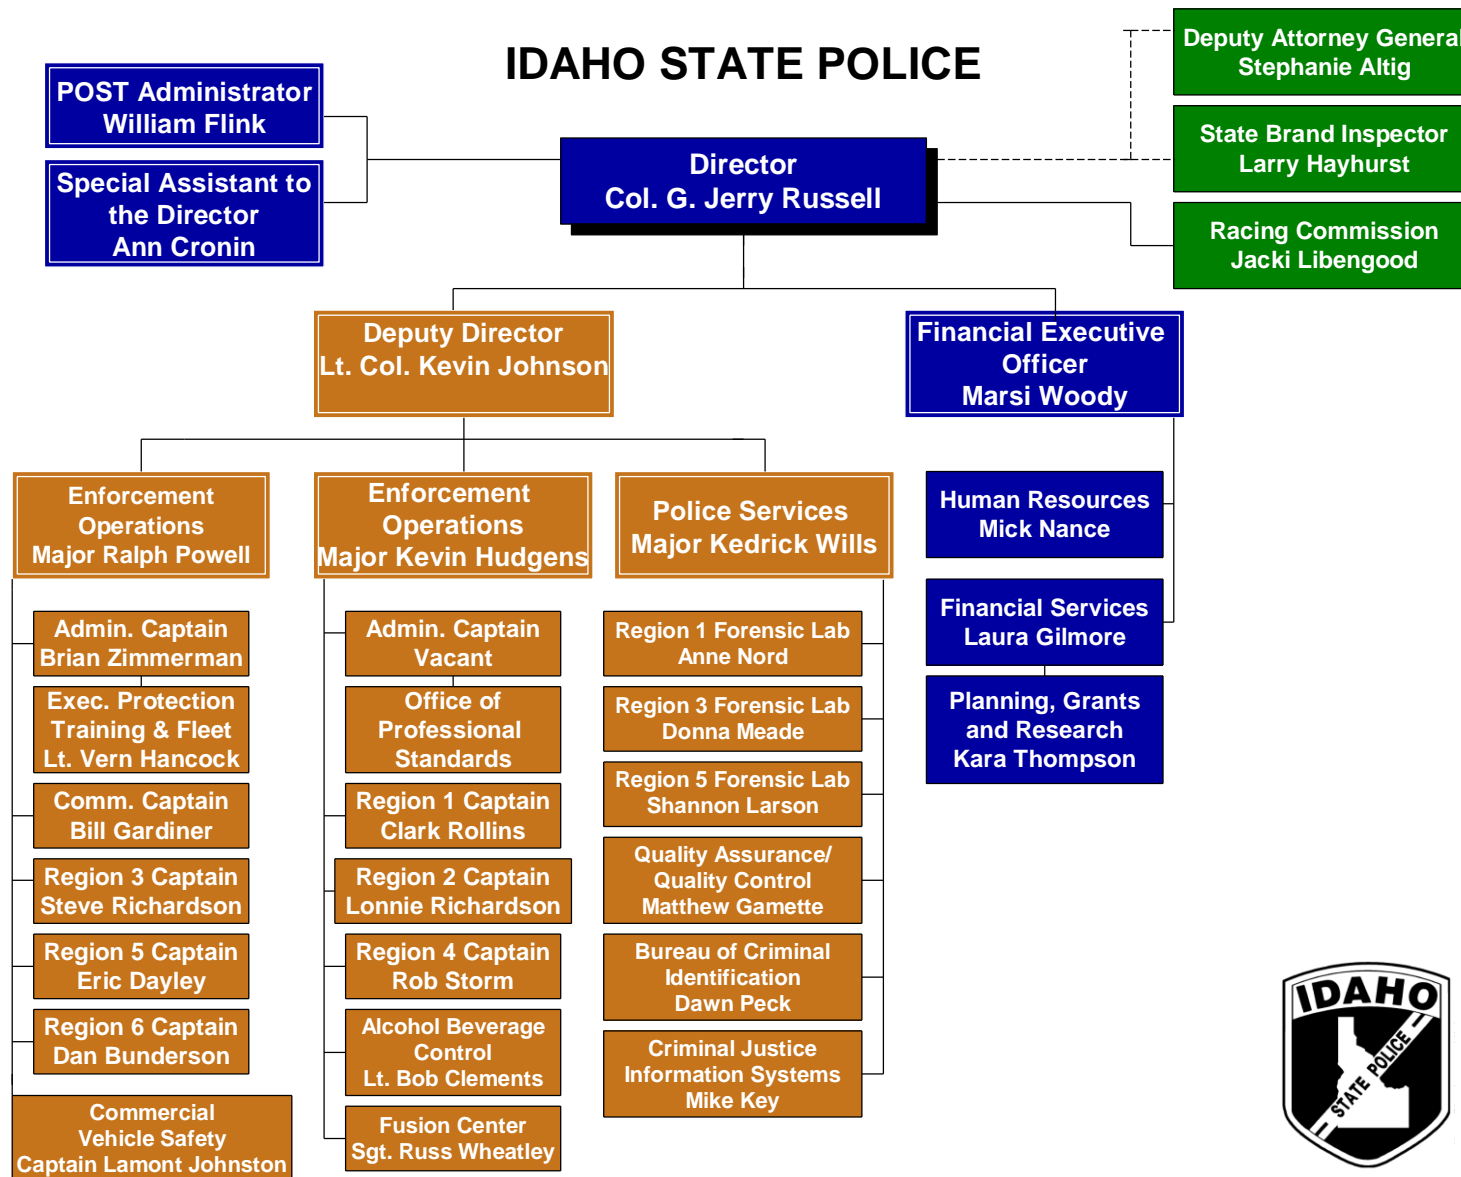 IDAHO STATE POLICE
Deputy Attorney General
Stephanie Altig
POST Administrator
William Flink
State Brand Inspector
Larry Hayhurst
Director
Col. G. Jerry Russell
Special Assistant to
the Director
Ann Cronin
Racing Commission
Jacki Libengood
Deputy Director
Lt. Col. Kevin Johnson
Financial Executive
Officer
Marsi Woody
Enforcement
Operations
Major Ralph Powell
Enforcement
Operations
Major Kevin Hudgens
Police Services
Major Kedrick Wills
Human Resources
Mick Nance
Financial Services
Laura Gilmore
Planning, Grants
and Research
Kara Thompson
Admin. Captain
Brian Zimmerman
Exec. Protection
Training & Fleet
Lt. Vern Hancock
Comm. Captain
Bill Gardiner
Region 3 Captain
Steve Richardson
Region 5 Captain
Eric Dayley
Region 6 Captain
Dan Bunderson
Commercial
Vehicle Safety
Captain Lamont Johnston
Admin. Captain
Vacant
Office of
Professional
Standards
Region 1 Captain
Clark Rollins
Region 2 Captain
Lonnie Richardson
Region 4 Captain
Rob Storm
Alcohol Beverage
Control
Lt. Bob Clements
Fusion Center
Sgt. Russ Wheatley
Region 1 Forensic Lab
Anne Nord
Region 3 Forensic Lab
Donna Meade
Region 5 Forensic Lab
Shannon Larson
Quality Assurance/
Quality Control
Matthew Gamette
Bureau of Criminal
Identification
Dawn Peck
Criminal Justice
Information Systems
Mike Key
IDAHO
STATE POLICE